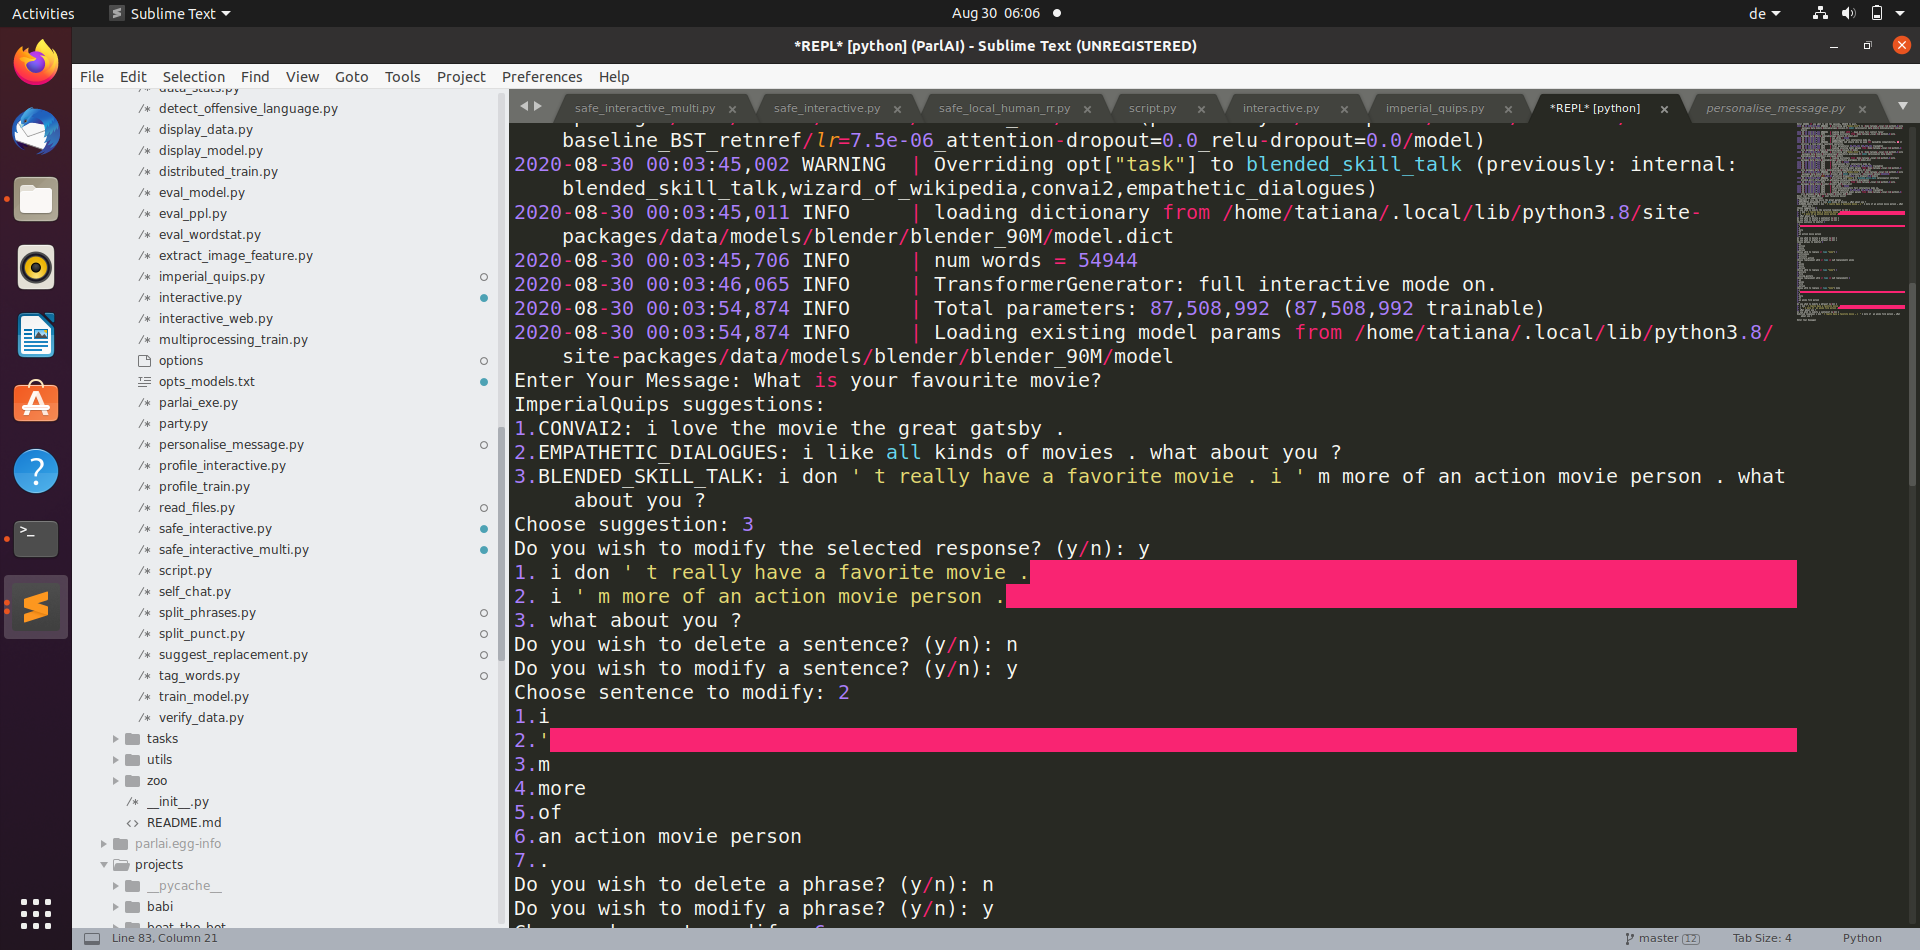 Activities
Sublime Text
Aug 30 06:06
de
*REPL* [python] (ParlAI) - Sublime Text (UNREGISTERED)
File Edit Selection Find View Goto Tools Project Preferences Help
data_stats.py
detect_offensive_language.py
display_data.py
display_model.py
distributed_train.py
eval_model.py
eval_ppl.py
eval_wordstat.py
extract_image_feature.py
imperial_quips.py
interactive.py
interactive_web.py
multiprocessing_train.py
options
opts_models.txt
parlai_exe.py
party.py
personalise_message.py
profile_interactive.py
profile_train.py
read_files.py
safe_interactive.py
safe_interactive_multi.py
script.py
self_chat.py
split_phrases.py
split_punct.py
suggest_replacement.py
tag_words.py
train_model.py
verify_data.py
tasks
utils
zoo
__init__.py
README.md
parlai.egg-info
projects
__pycache__
babi
safe_interactive_multi.py
safe_interactive.py
safe_local_human_rr.py
script.py
interactive.py
imperial_quips.py
*REPL* [python]
personalise_message.py
baseline_BST_retnref/lr=7.5e-06_attention-dropout=0.0_relu-dropout=0.0/model)
2020-08-30 00:03:45,002 WARNING | Overriding opt["task"] to blended_skill_talk (previously: internal:
blended_skill_talk,wizard_of_wikipedia,convai2,empathetic_dialogues)
2020-08-30 00:03:45,011 INFO | loading dictionary from /home/tatiana/.local/lib/python3.8/site-
packages/data/models/blender/blender_90M/model.dict
2020-08-30 00:03:45,706 INFO | num words = 54944
2020-08-30 00:03:46,065 INFO | TransformerGenerator: full interactive mode on.
2020-08-30 00:03:54,874 INFO | Total parameters: 87,508,992 (87,508,992 trainable)
2020-08-30 00:03:54,874 INFO | Loading existing model params from /home/tatiana/.local/lib/python3.8/
site-packages/data/models/blender/blender_90M/model
Enter Your Message: What is your favourite movie?
ImperialQuips suggestions:
1.CONVAI2: i love the movie the great gatsby .
2.EMPATHETIC_DIALOGUES: i like all kinds of movies . what about you ?
3.BLENDED_SKILL_TALK: i don ' t really have a favorite movie . i ' m more of an action movie person . what
about you ?
Choose suggestion: 3
Do you wish to modify the selected response? (y/n): y
1. i don ' t really have a favorite movie .
2. i ' m more of an action movie person .
3. what about you ?
Do you wish to delete a sentence? (y/n): n
Do you wish to modify a sentence? (y/n): y
Choose sentence to modify: 2
1.i
2.'
3.m
4.more
5.of
6.an action movie person
7..
Do you wish to delete a phrase? (y/n): n
Do you wish to modify a phrase? (y/n): y
Line 83, Column 21
master 12
Tab Size: 4
Python